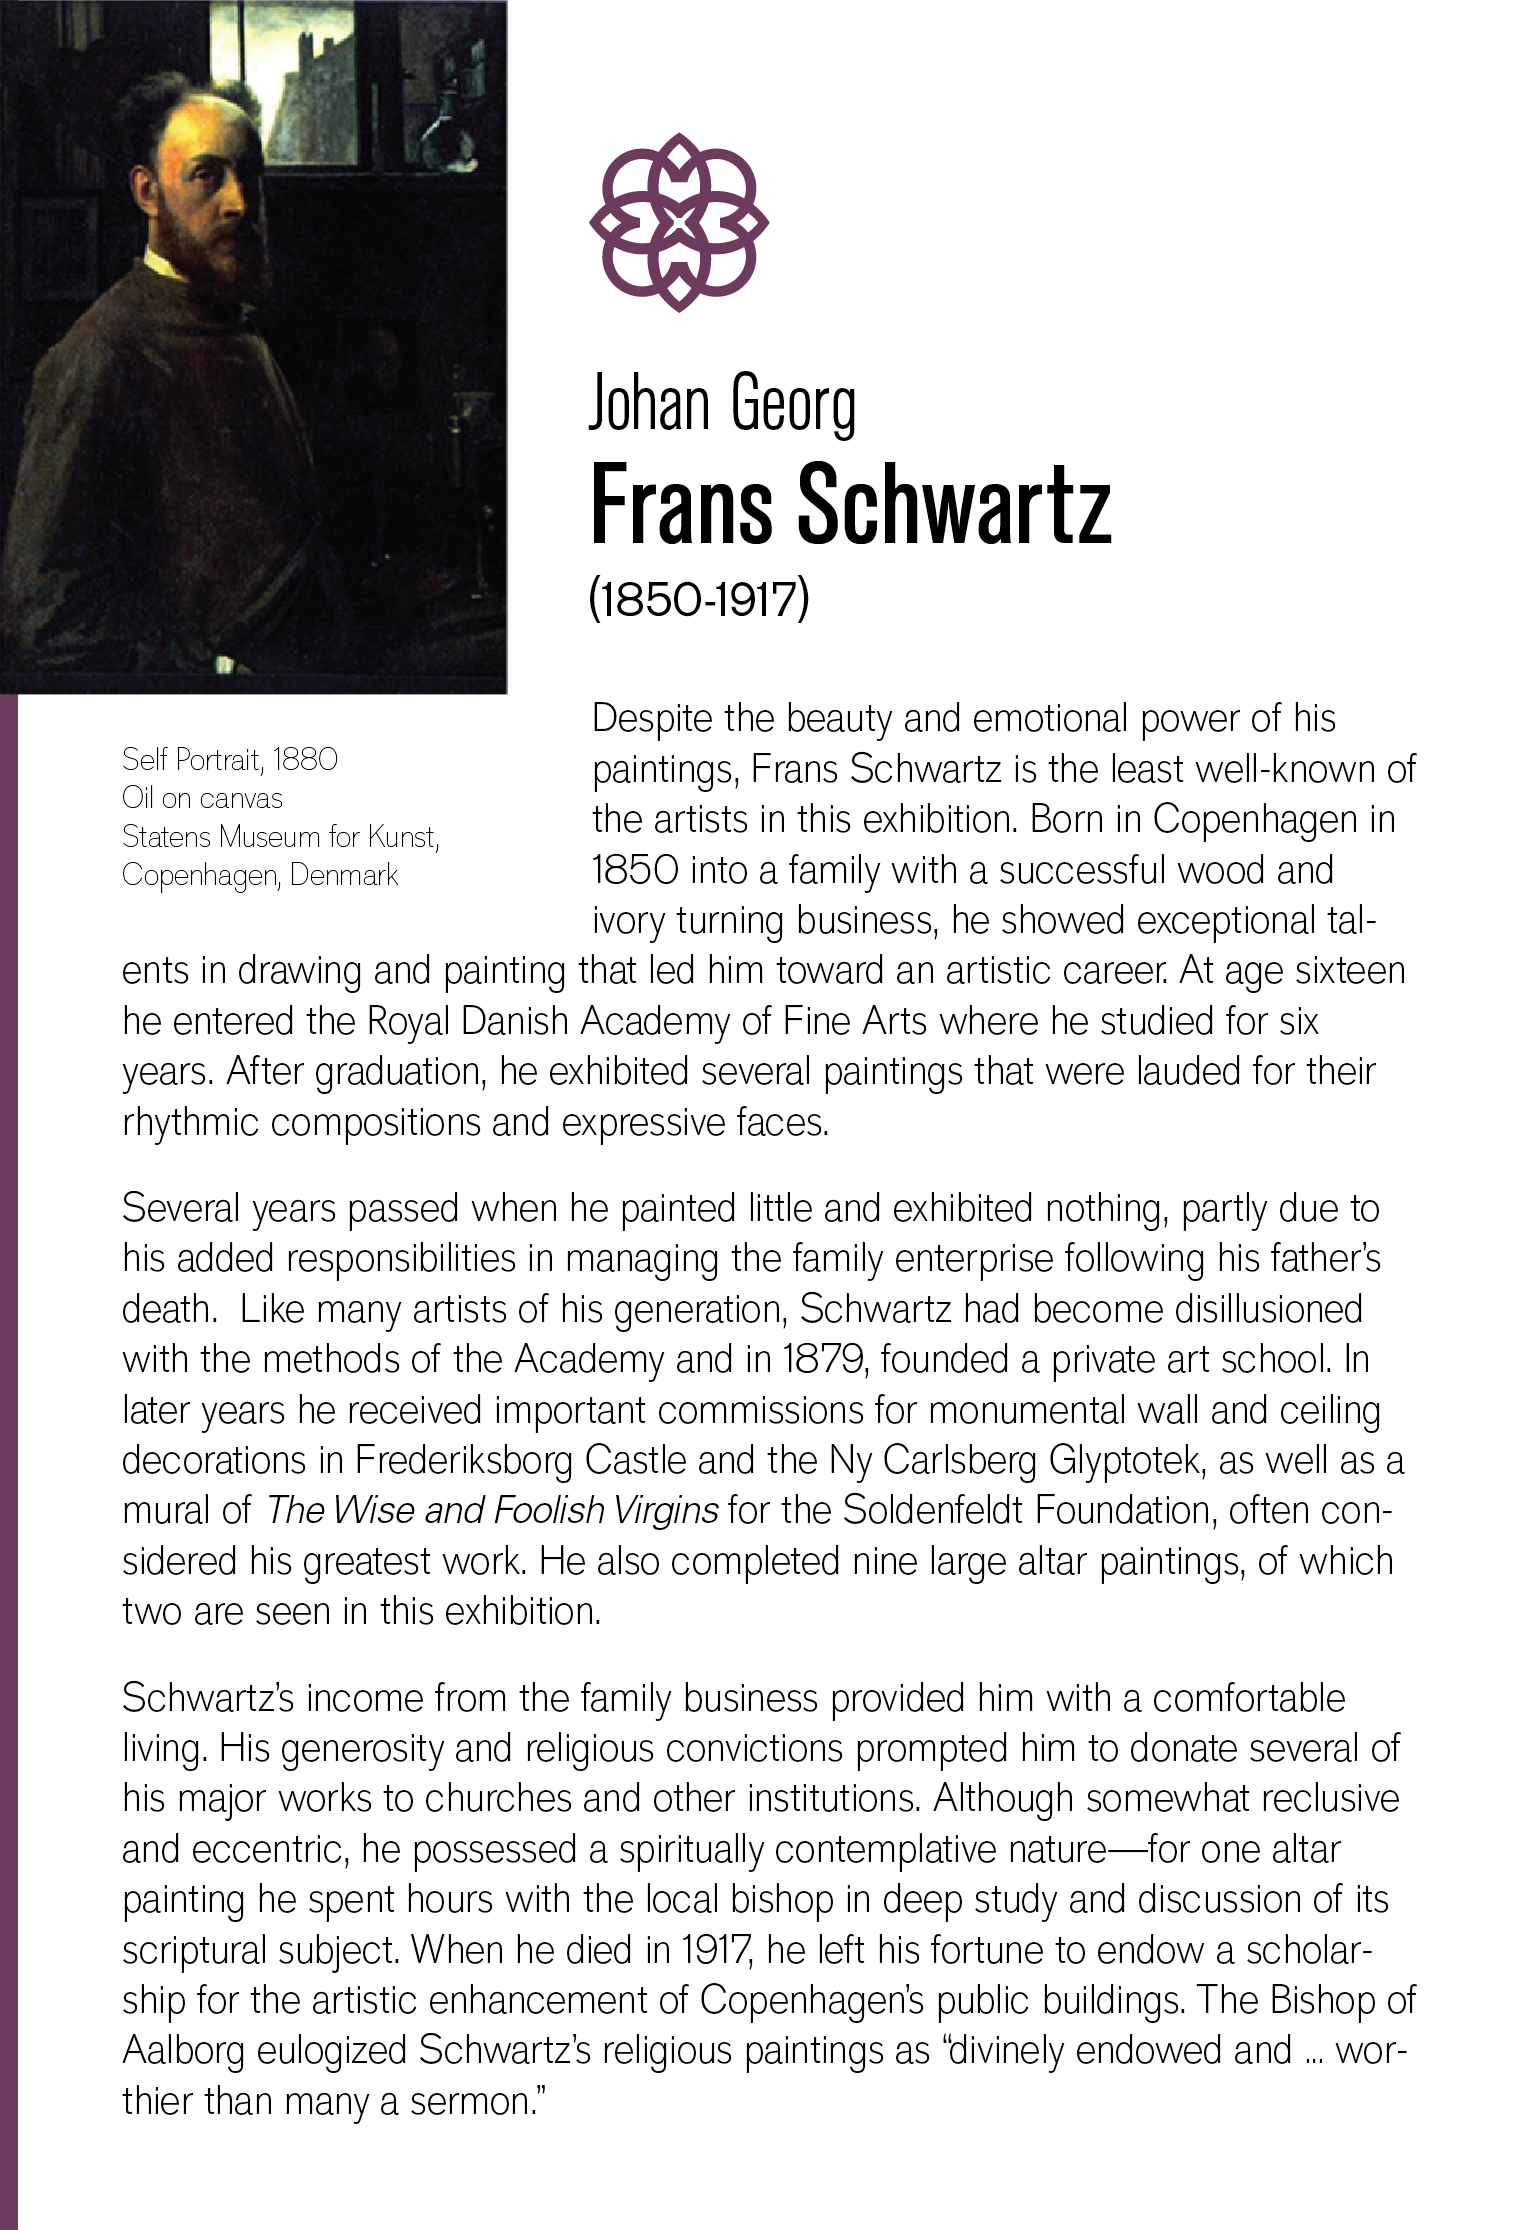 Johan Georg
Frans Schwartz
(1850-1917)
Self Portrait, 1880
Oil on canvas
Statens Museum for Kunst,
Copenhagen, Denmark
Despite the beauty and emotional power of his
paintings, Frans Schwartz is the least well-known of
the artists in this exhibition. Born in Copenhagen in
1850 into a family with a successful wood and
ivory turning business, he showed exceptional tal-
ents in drawing and painting that led him toward an artistic career. At age sixteen
he entered the Royal Danish Academy of Fine Arts where he studied for six
years. After graduation, he exhibited several paintings that were lauded for their
rhythmic compositions and expressive faces.
Several years passed when he painted little and exhibited nothing, partly due to
his added responsibilities in managing the family enterprise following his father’s
death.  Like many artists of his generation, Schwartz had become disillusioned
with the methods of the Academy and in 1879, founded a private art school. In
later years he received important commissions for monumental wall and ceiling
decorations in Frederiksborg Castle and the Ny Carlsberg Glyptotek, as well as a
mural of The Wise and Foolish Virgins for the Soldenfeldt Foundation, often con-
sidered his greatest work. He also completed nine large altar paintings, of which
two are seen in this exhibition.
Schwartz’s income from the family business provided him with a comfortable
living. His generosity and religious convictions prompted him to donate several of
his major works to churches and other institutions. Although somewhat reclusive
and eccentric, he possessed a spiritually contemplative nature—for one altar
painting he spent hours with the local bishop in deep study and discussion of its
scriptural subject. When he died in 1917, he left his fortune to endow a scholar-
ship for the artistic enhancement of Copenhagen’s public buildings. The Bishop of
Aalborg eulogized Schwartz’s religious paintings as “divinely endowed and ... wor-
thier than many a sermon.”